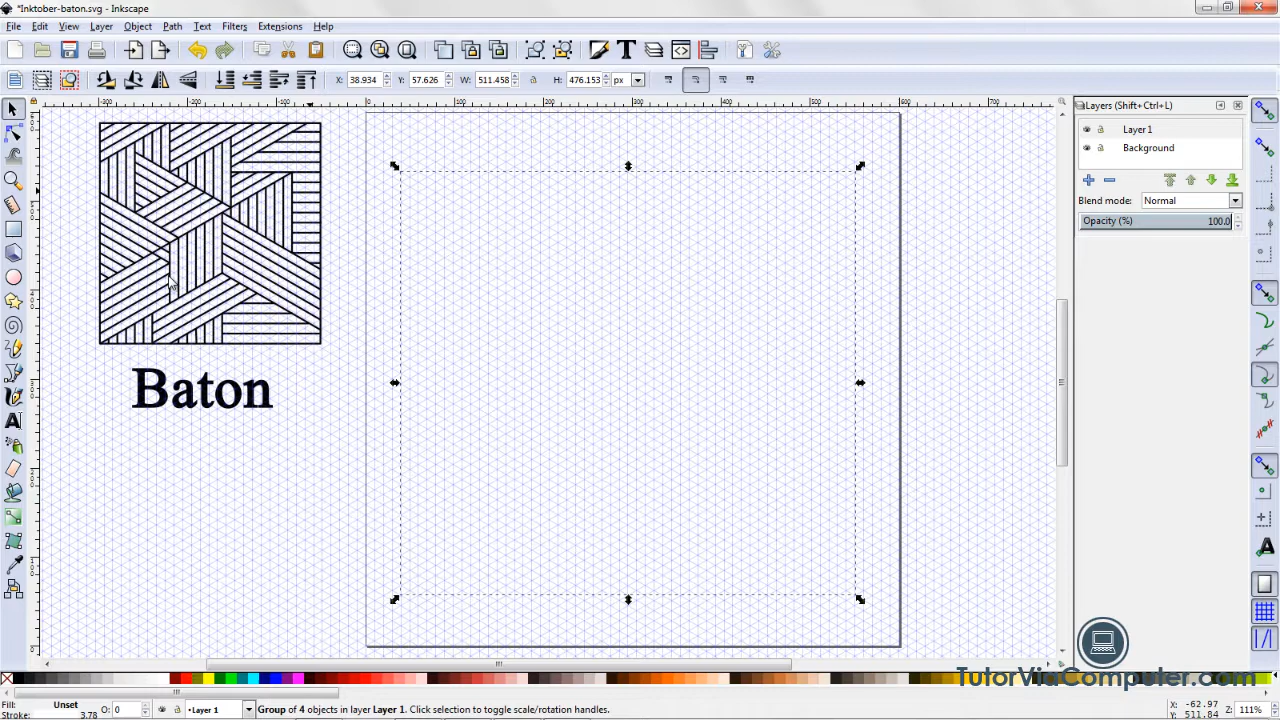 *Inktober-baton.svg - Inkscape
File Edit View Layer Object Path Text Filters Extensions Help
X: 38.934 Y: 57.626 W: 511.458 H: 476.153 px
Layers (Shift+Ctrl+L)
Layer 1
Background
Blend mode: Normal
Opacity (%) 100.0
Baton
TutorViaComputer.com
Fill: Unset
Stroke: 3.78
O: 0
•Layer 1
Group of 4 objects in layer Layer 1. Click selection to toggle scale/rotation handles.
X: -62.97
Y: 511.84
Z: 111%